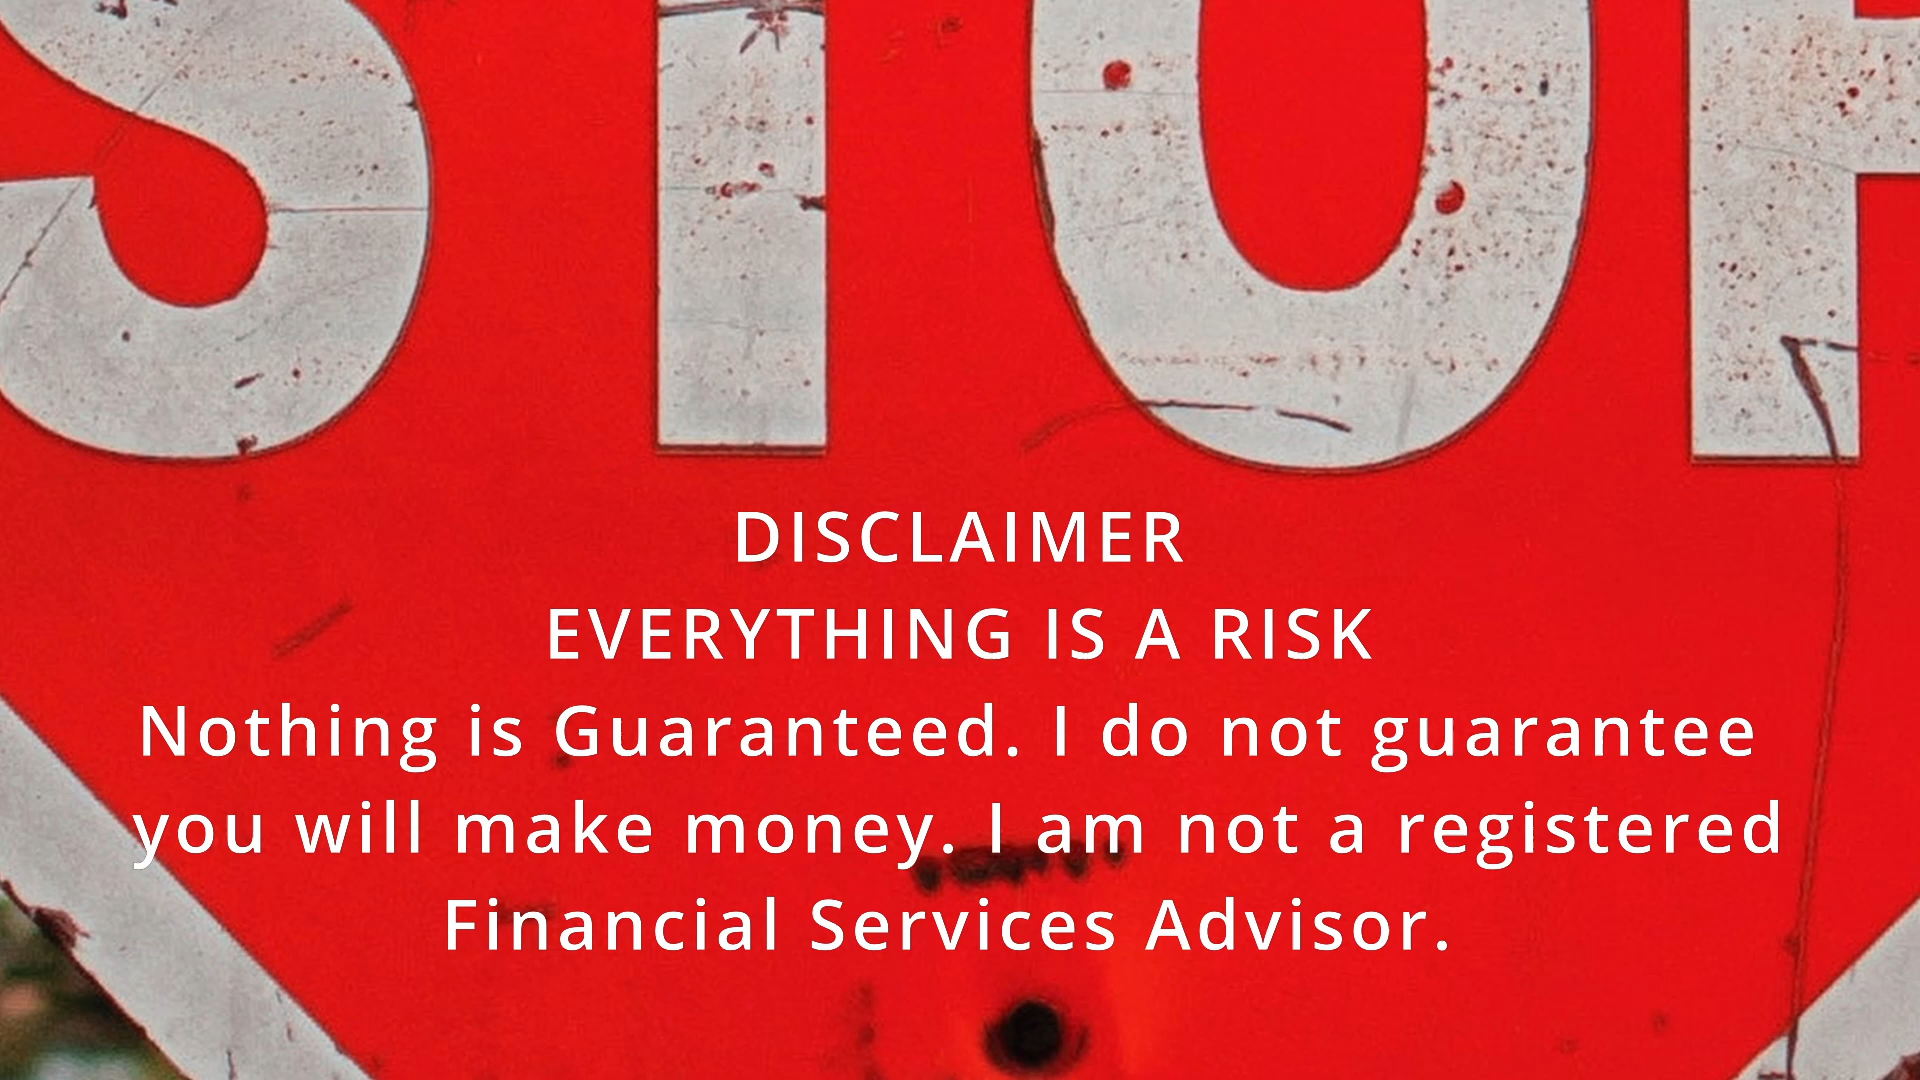 STOP
DISCLAIMER
EVERYTHING IS A RISK
Nothing is Guaranteed. I do not guarantee
you will make money. I am not a registered
Financial Services Advisor.